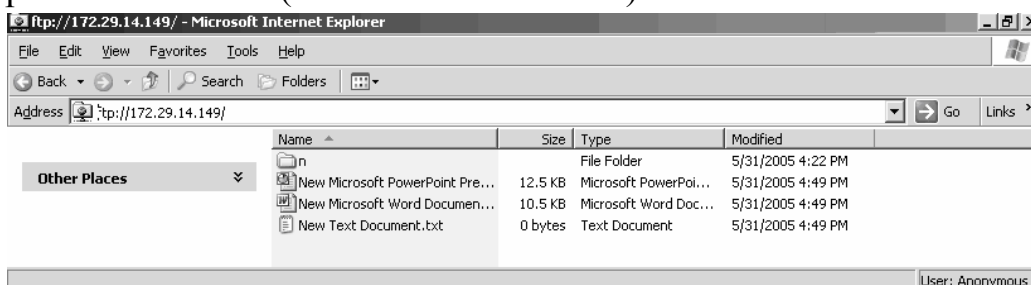 ftp://172.29.14.149/ - Microsoft Internet Explorer
File Edit View Favorites Tools Help
Back Search Folders
Address tp://172.29.14.149/ Go Links
Name Size Type Modified
n File Folder 5/31/2005 4:22 PM
Other Places
New Microsoft PowerPoint Pre... 12.5 KB Microsoft PowerPoi... 5/31/2005 4:49 PM
New Microsoft Word Documen... 10.5 KB Microsoft Word Doc... 5/31/2005 4:49 PM
New Text Document.txt 0 bytes Text Document 5/31/2005 4:49 PM
User: Anonymous